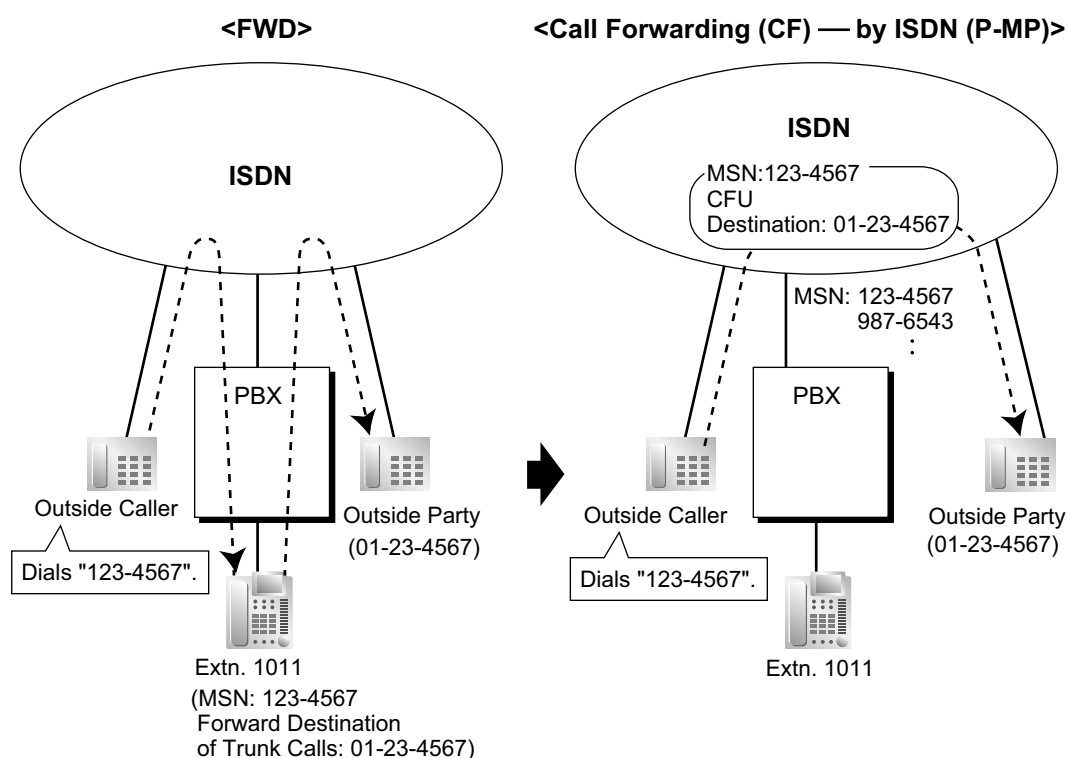 <FWD>
ISDN
PBX
Outside Caller
Dials "123-4567".
Outside Party
(01-23-4567)
Extn. 1011
(MSN: 123-4567
Forward Destination
of Trunk Calls: 01-23-4567)
<Call Forwarding (CF) — by ISDN (P-MP)>
ISDN
MSN:123-4567
CFU
Destination: 01-23-4567
MSN: 123-4567
987-6543
:
PBX
Outside Caller
Dials "123-4567".
Outside Party
(01-23-4567)
Extn. 1011